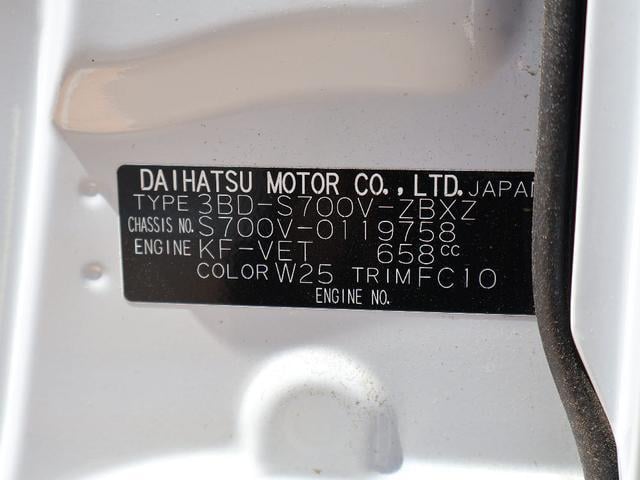 DAIHATSU MOTOR CO., LTD. JAPAN
TYPE 3BD-S700V-ZBXZ
CHASSIS NO. S700V-0119758
ENGINE KF-VET 658cc
COLOR W25 TRIM FC10
ENGINE NO.